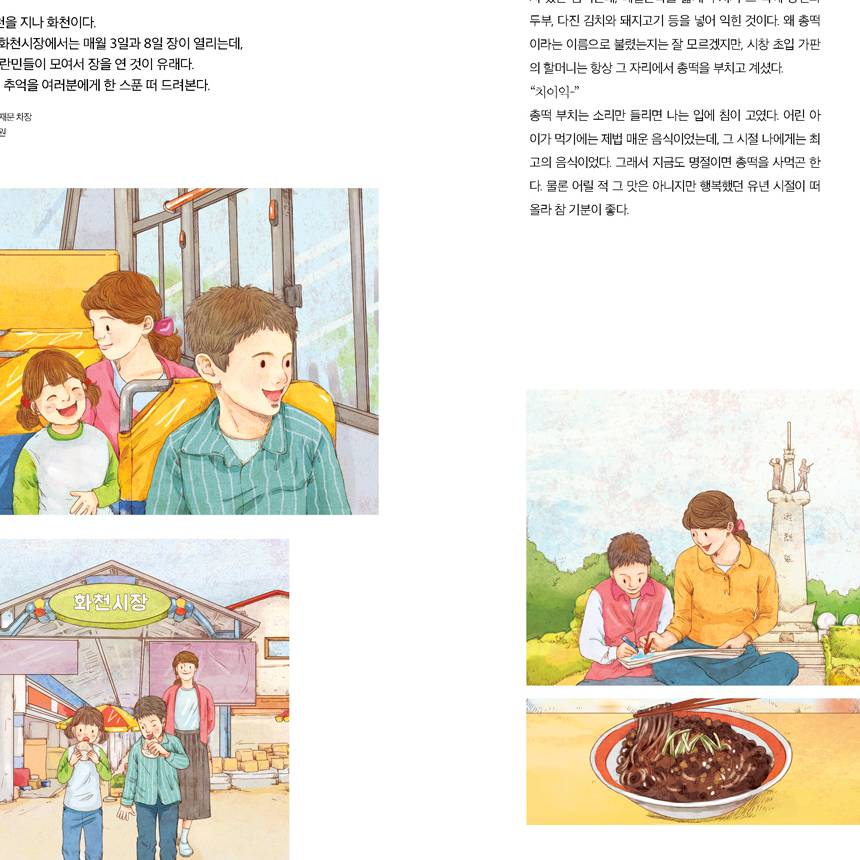 천을 지나 화천이다.
화천시장에서는 매월 3일과 8일 장이 열리는데,
란민들이 모여서 장을 연 것이 유래다.
추억을 여러분에게 한 스푼 떠 드려본다.
재문 차장
원
화천시장
두부, 다진 김치와 돼지고기 등을 넣어 익힌 것이다. 왜 총떡
이라는 이름으로 불렸는지는 잘 모르겠지만, 시장 초입 가판
의 할머니는 항상 그 자리에서 총떡을 부치고 계셨다.
“치이익-”
총떡 부치는 소리만 들리면 나는 입에 침이 고였다. 어린 아
이가 먹기에는 제법 매운 음식이었는데, 그 시절 나에게는 최
고의 음식이었다. 그래서 지금도 명절이면 총떡을 사먹곤 한
다. 물론 어릴 적 그 맛은 아니지만 행복했던 유년 시절이 떠
올라 참 기분이 좋다.